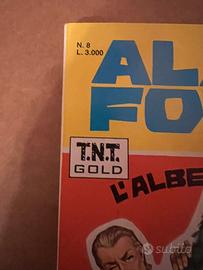 N. 8
L. 3.000
AL
FO
T.N.T.
GOLD
L'ALBE
subito